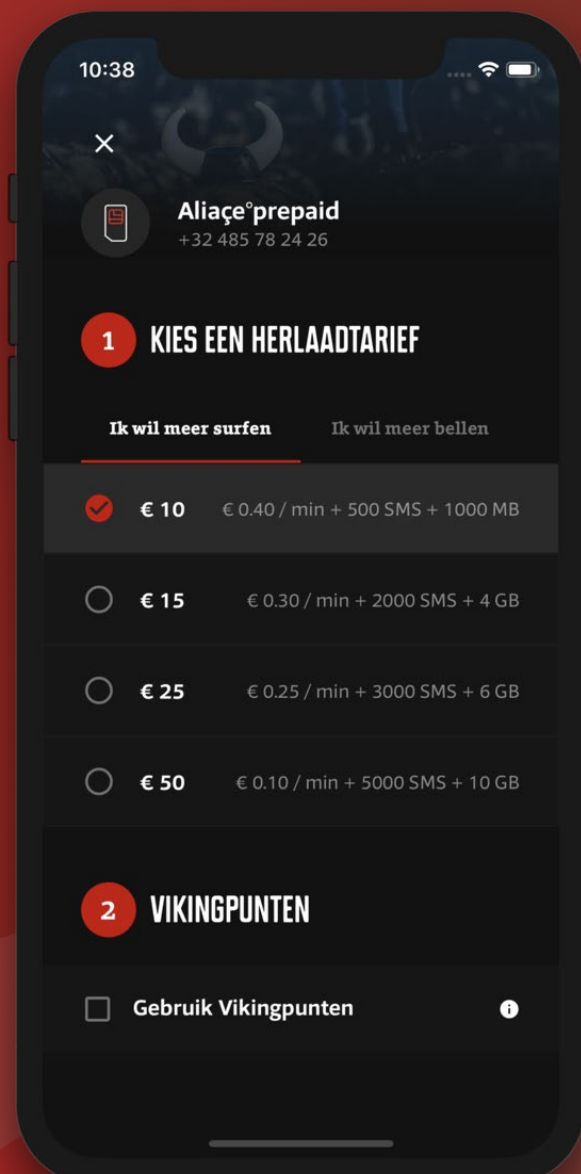 10:38
Aliaçe°prepaid
+32 485 78 24 26
1 KIES EEN HERLAADTARIEF
Ik wil meer surfen Ik wil meer bellen
€ 10 € 0.40 / min + 500 SMS + 1000 MB
€ 15 € 0.30 / min + 2000 SMS + 4 GB
€ 25 € 0.25 / min + 3000 SMS + 6 GB
€ 50 € 0.10 / min + 5000 SMS + 10 GB
2 VIKINGPUNTEN
Gebruik Vikingpunten